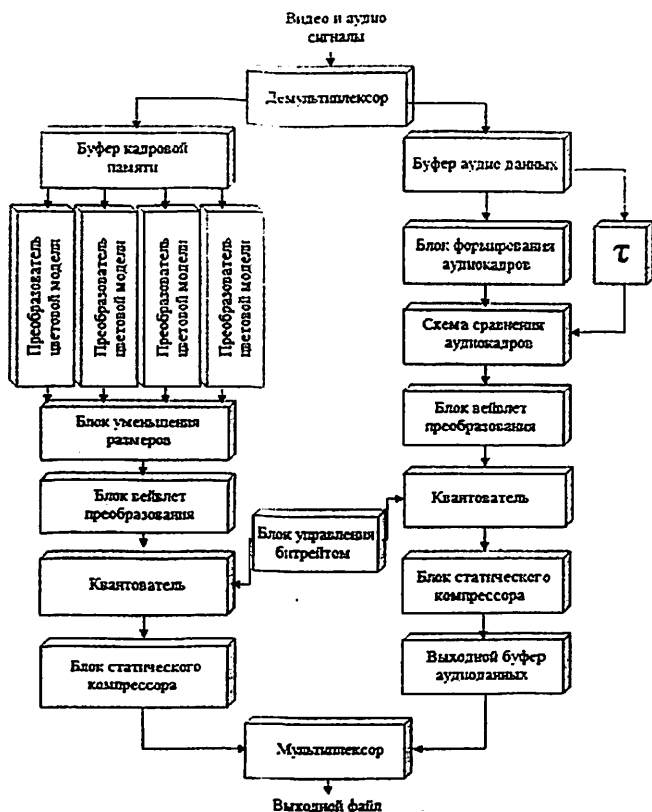 Видео и аудио
сигналы
Демультиплексор
Буфер кадровой
памяти
Преобразователь
цветовой модели
Преобразователь
цветовой модели
Преобразователь
цветовой модели
Преобразователь
цветовой модели
Блок уменьшения
размеров
Блок вейвлет
преобразования
Квантователь
Блок статического
компрессора
Блок управления
битрейтом
Буфер аудио данных
Блок формирования
аудиокадров
τ
Схема сравнения
аудиокадров
Блок вейвлет
преобразования
Квантователь
Блок статического
компрессора
Выходной буфер
аудиоданных
Мультиплексор
Выходной файл